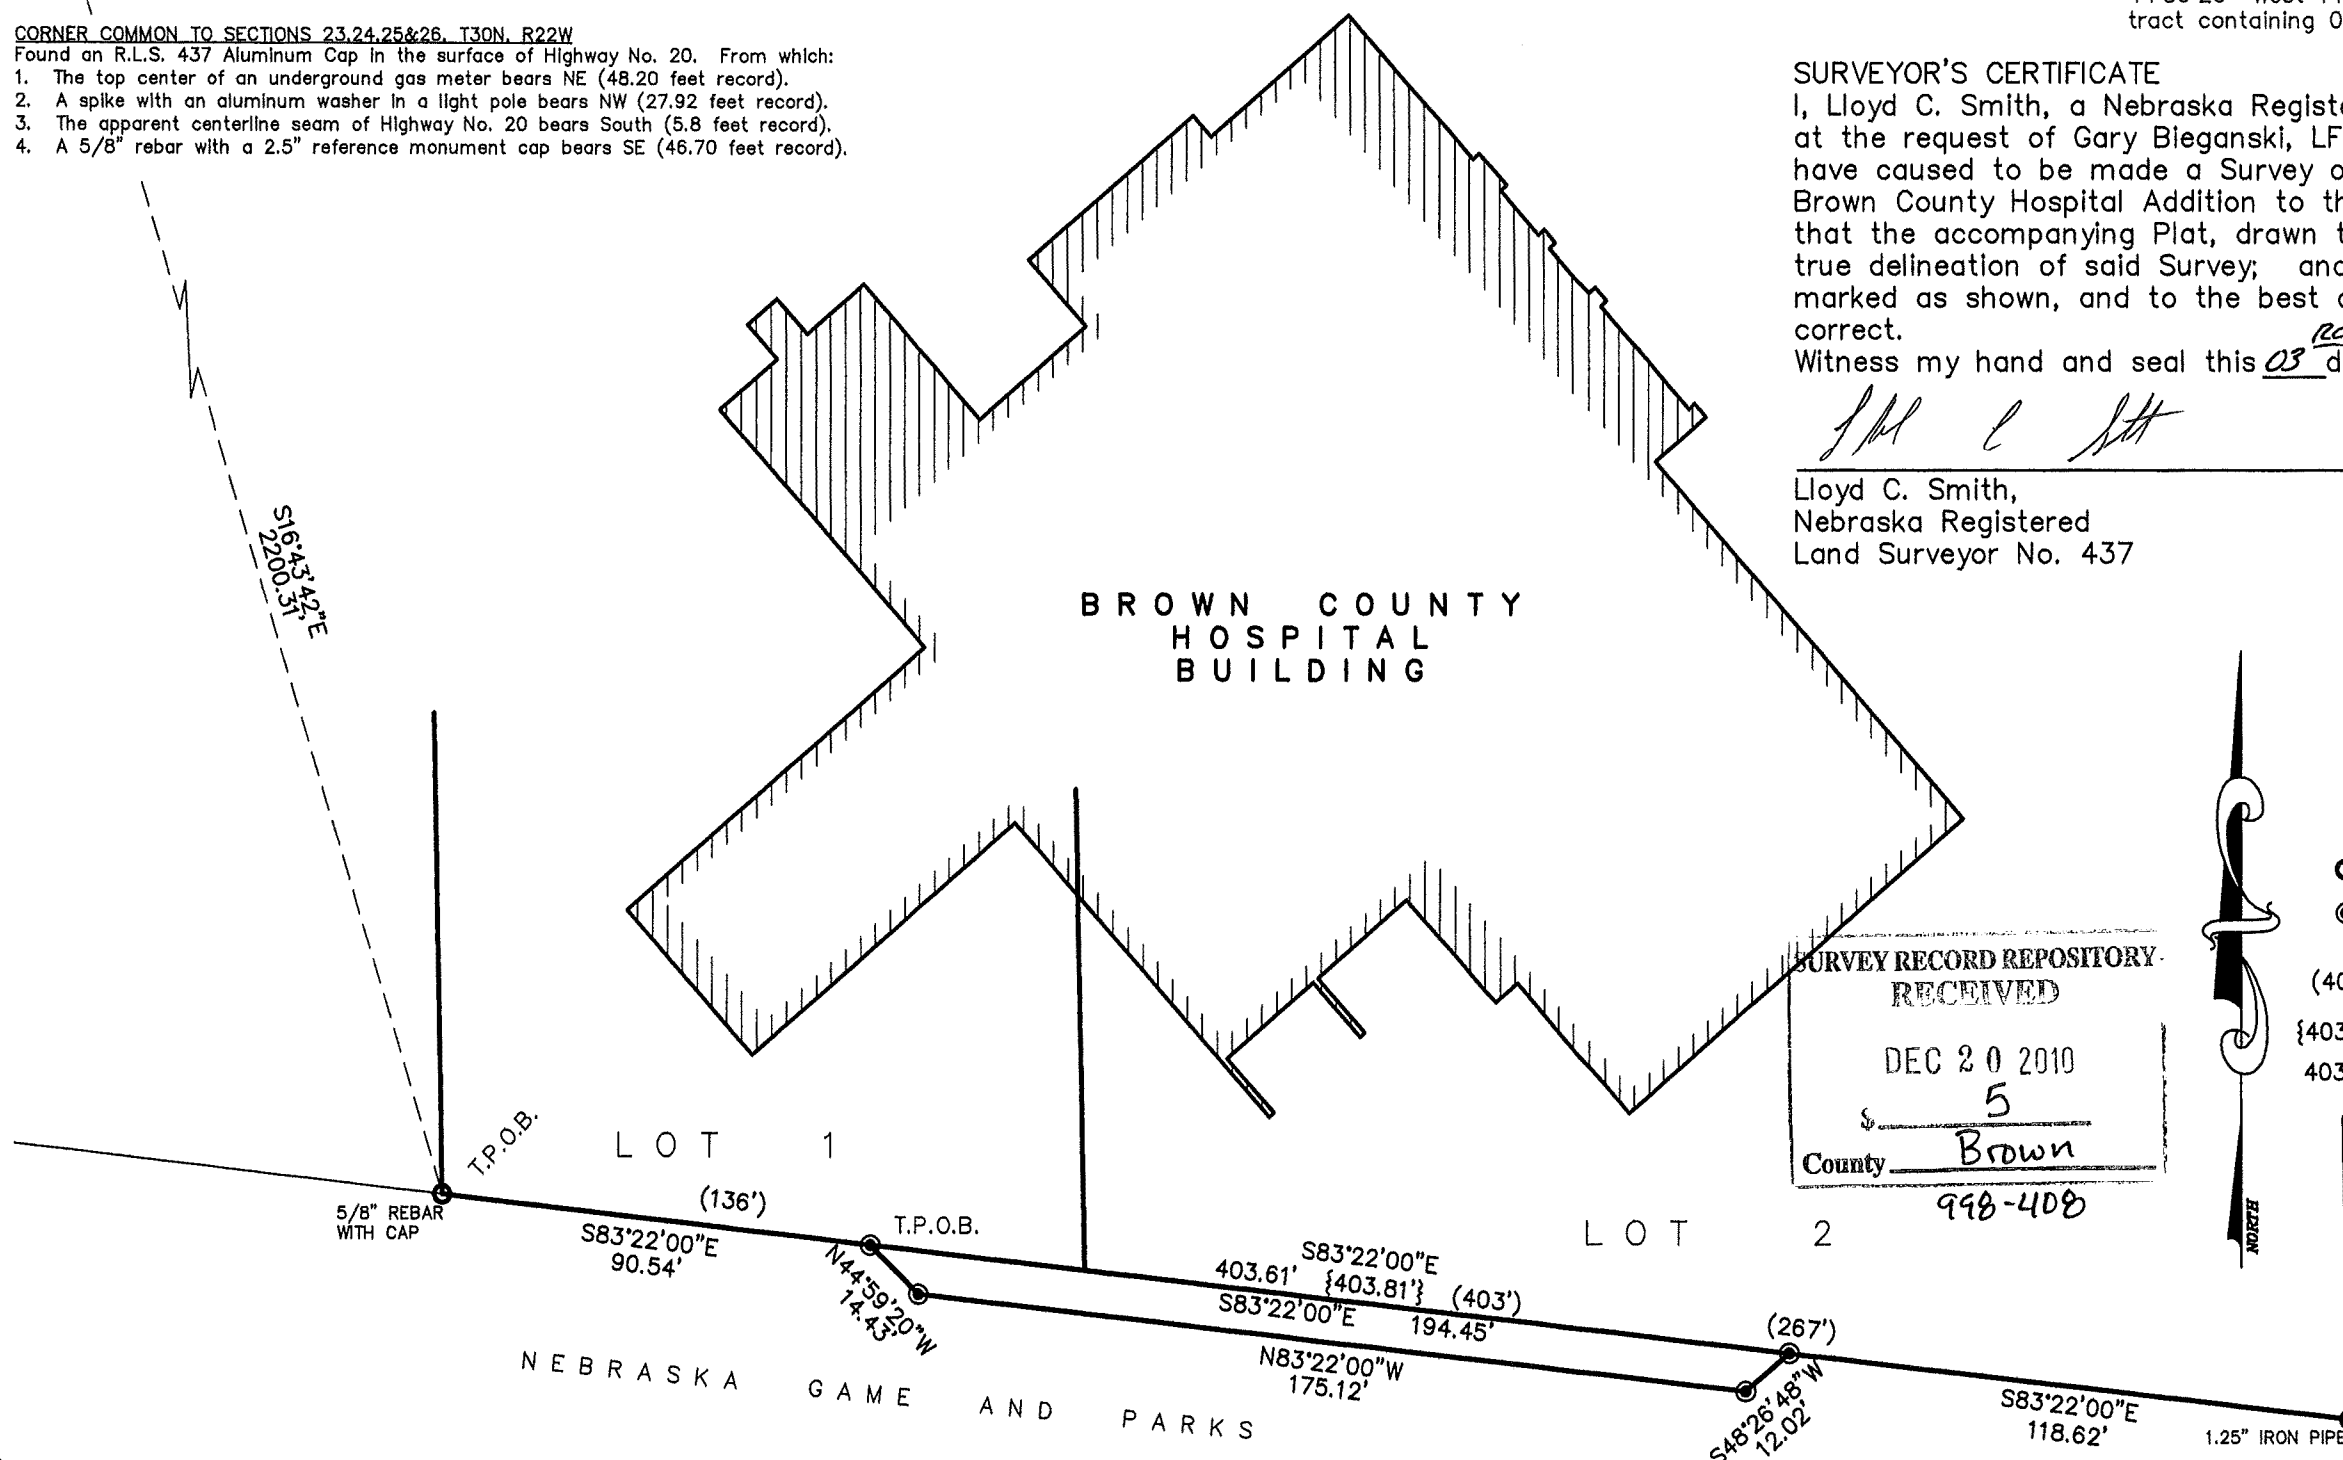 CORNER COMMON TO SECTIONS 23,24,25&26, T30N, R22W
Found an R.L.S. 437 Aluminum Cap in the surface of Highway No. 20. From which:
1. The top center of an underground gas meter bears NE (48.20 feet record).
2. A spike with an aluminum washer in a light pole bears NW (27.92 feet record).
3. The apparent centerline seam of Highway No. 20 bears South (5.8 feet record).
4. A 5/8" rebar with a 2.5" reference monument cap bears SE (46.70 feet record).
tract containing
SURVEYOR'S CERTIFICATE
I, Lloyd C. Smith, a Nebraska Registe
at the request of Gary Bieganski, LF
have caused to be made a Survey o
Brown County Hospital Addition to th
that the accompanying Plat, drawn t
true delineation of said Survey; and
marked as shown, and to the best o
correct.
Witness my hand and seal this 03 d
Lloyd C. Smith,
Nebraska Registered
Land Surveyor No. 437
S16°43'42"E
2200.31'
BROWN COUNTY
HOSPITAL
BUILDING
SURVEY RECORD REPOSITORY
RECEIVED
DEC 20 2010
$ 5
County Brown
998-408
(40
{403
403
NORTH
T.P.O.B.
LOT 1
5/8" REBAR
WITH CAP
(136')
S83°22'00"E
90.54'
T.P.O.B.
N44°59'20"W
14.43'
LOT 2
S83°22'00"E
403.61' {403.81'} (403')
S83°22'00"E
194.45'
(267')
N83°22'00"W
175.12'
S48°26'48"W
12.02'
S83°22'00"E
118.62'
1.25" IRON PIPE
NEBRASKA GAME AND PARKS